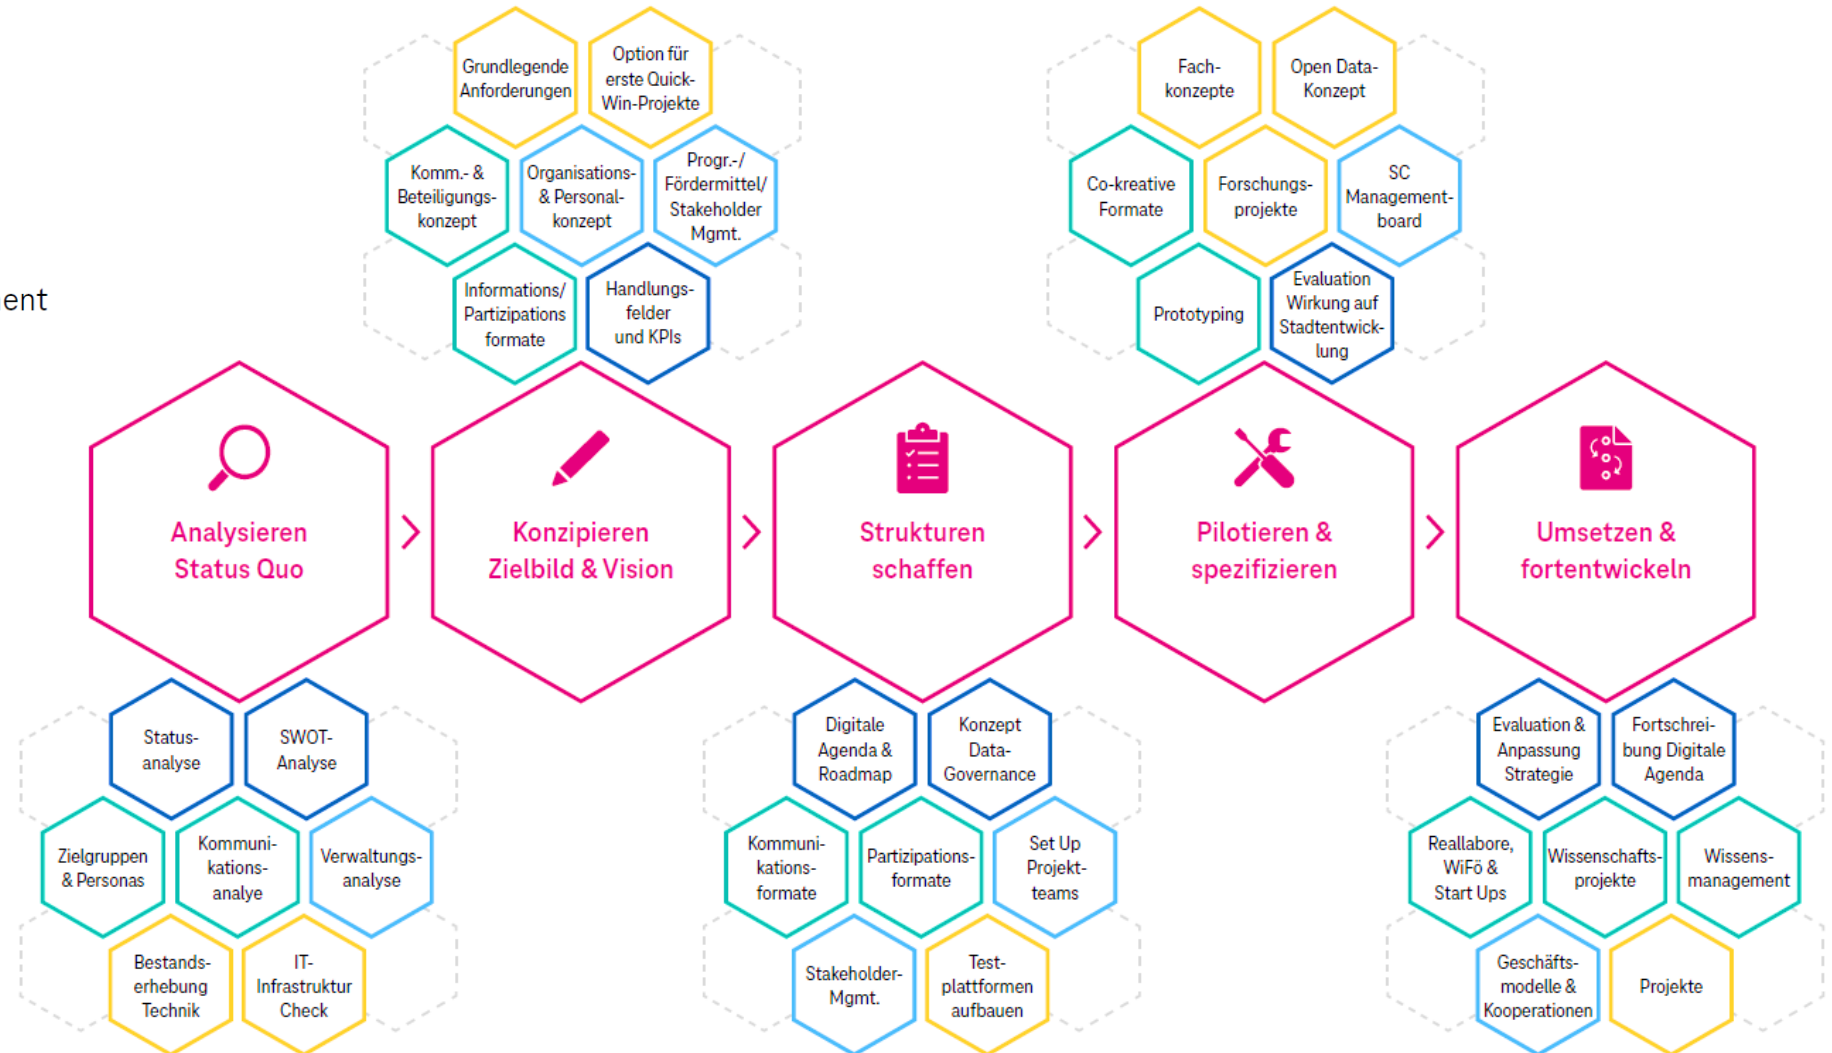 Grundlegende
Anforderungen
Option für
erste Quick-
Win-Projekte
Komm.- &
Beteiligungs-
konzept
Organisations-
& Personal-
konzept
Progr.-/
Fördermittel/
Stakeholder
Mgmt.
Informations/
Partizipations
formate
Handlungs-
felder
und KPIs
Fach-
konzepte
Open Data-
Konzept
Co-kreative
Formate
Forschungs-
projekte
SC
Management-
board
Prototyping
Evaluation
Wirkung auf
Stadtentwick-
lung
ent
Analysieren
Status Quo
Konzipieren
Zielbild & Vision
Strukturen
schaffen
Pilotieren &
spezifizieren
Umsetzen &
fortentwickeln
Status-
analyse
SWOT-
Analyse
Zielgruppen
& Personas
Kommuni-
kations-
analye
Verwaltungs-
analyse
Bestands-
erhebung
Technik
IT-
Infrastruktur
Check
Digitale
Agenda &
Roadmap
Konzept
Data-
Governance
Kommuni-
kations-
formate
Partizipations-
formate
Set Up
Projekt-
teams
Stakeholder-
Mgmt.
Test-
plattformen
aufbauen
Evaluation &
Anpassung
Strategie
Fortschrei-
bung Digitale
Agenda
Reallabore,
WiFö &
Start Ups
Wissenschafts-
projekte
Wissens-
management
Geschäfts-
modelle &
Kooperationen
Projekte